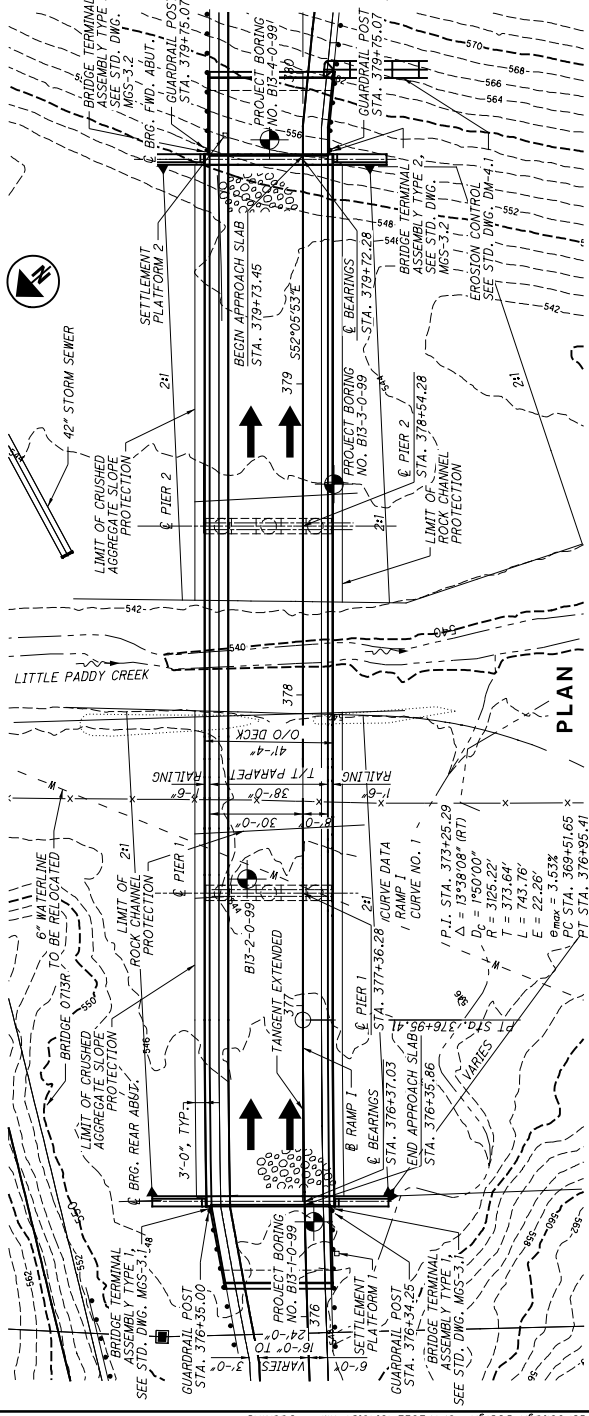 BRIDGE TERMINAL
ASSEMBLY TYPE
SEE STD. DWG.
MGS-3.2
℄ BRG. FWD. ABUT.
GUARDRAIL POST
STA. 379+75.07
PROJECT BORING
NO. B13-4-0-99
GUARDRAIL POST
STA. 379+75.07
570
568
566
564
556
552
548
542
SETTLEMENT
PLATFORM 2
BEGIN APPROACH SLAB
STA. 379+73.45
S52°05'53"E
379
℄ BEARINGS
STA. 379+72.28
BRIDGE TERMINAL
ASSEMBLY TYPE 2,
SEE STD. DWG.
MGS-3.2
EROSION CONTROL
SEE STD. DWG. DM-4.1
N
42" STORM SEWER
2:1
LIMIT OF CRUSHED
AGGREGATE SLOPE
PROTECTION
℄ PIER 2
PROJECT BORING
NO. B13-3-0-99
℄ PIER 2
STA. 378+54.28
544
2:1
2:1
LIMIT OF
ROCK CHANNEL
PROTECTION
542
540
540
LITTLE PADDY CREEK
378
PLAN
1'-6"
RAILING
41'-4"
O/O DECK
38'-0"
T/T PARAPET
30'-0"
8'-0"
1'-6"
RAILING
W
6" WATERLINE
TO BE RELOCATED
2:1
LIMIT OF
ROCK CHANNEL
PROTECTION
℄ PIER 1
544
B13-2-0-99
W
BRIDGE 0713R
550
546
LIMIT OF CRUSHED
AGGREGATE SLOPE
PROTECTION
℄ BRG. REAR ABUT.
3'-0", TYP.
TANGENT EXTENDED
377
℄ PIER 1
STA. 377+36.28
2:1
PT Sta. 376+95.41
VARIES
W
CURVE DATA
RAMP I
CURVE NO. 1
P.I. STA. 373+25.29
Δ = 13°38'08" (RT)
Dc = 1°50'00"
R = 3125.22'
T = 373.64'
L = 743.76'
E = 22.26'
emax = 3.53%
PC STA. 369+51.65
PT STA. 376+95.41
B RAMP I
℄ BEARINGS
STA. 376+37.03
END APPROACH SLAB
STA. 376+35.86
560
562
552
BRIDGE TERMINAL
ASSEMBLY TYPE 1,
SEE STD. DWG. MGS-3.1
GUARDRAIL POST
STA. 376+35.00
PROJECT BORING
NO. B13-1-0-99
376
VARIES
16'-0" TO
24'-0"
3'-0"
6'-0"
SETTLEMENT
PLATFORM 1
GUARDRAIL POST
STA. 376+34.25
BRIDGE TERMINAL
ASSEMBLY TYPE 1,
SEE STD. DWG. MGS-3.1
558
560
562